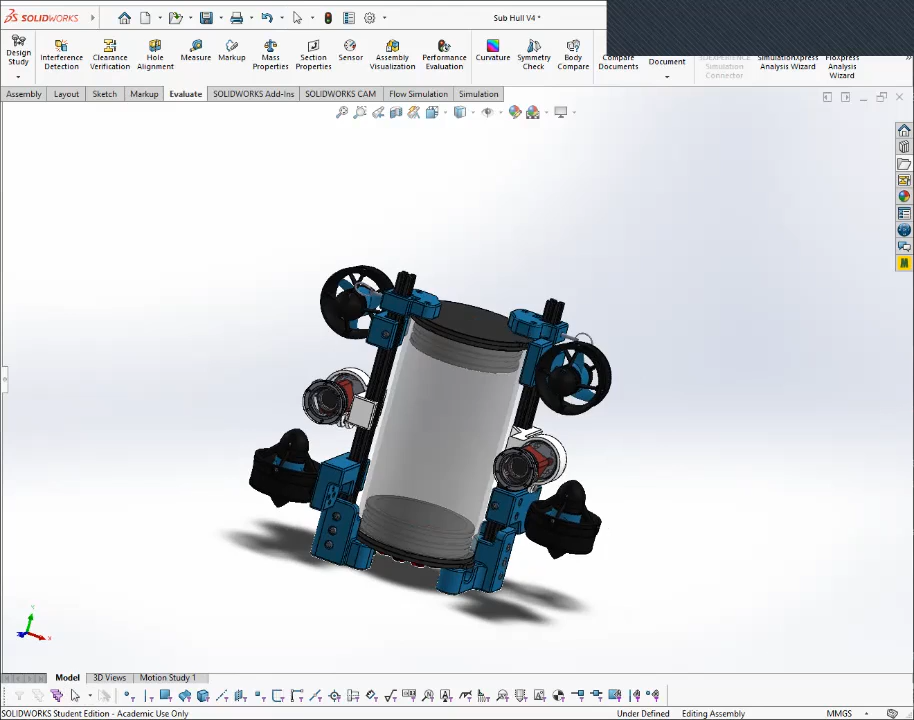 SOLIDWORKS
Sub Hull V4 *
Design Study
Interference Detection
Clearance Verification
Hole Alignment
Measure
Markup
Mass Properties
Section Properties
Sensor
Assembly Visualization
Performance Evaluation
Curvature
Symmetry Check
Body Compare
Compare Documents
Document
Simulation Connector
SimulationXpress Analysis Wizard
FloXpress Analysis Wizard
Assembly
Layout
Sketch
Markup
Evaluate
SOLIDWORKS Add-Ins
SOLIDWORKS CAM
Flow Simulation
Simulation
Y
X
Model
3D Views
Motion Study 1
SOLIDWORKS Student Edition - Academic Use Only
Under Defined
Editing Assembly
MMGS